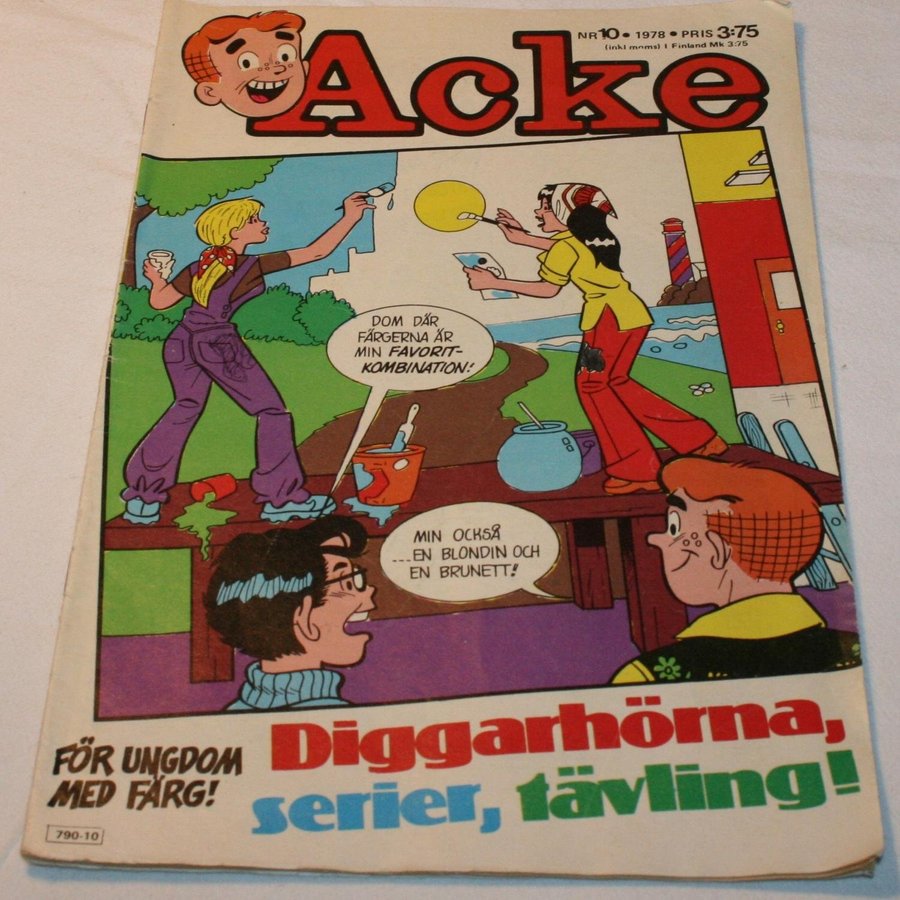 Acke
NR 10 • 1978 • PRIS 3:75
(inkl moms) I Finland Mk 3:75
DOM DÄR
FÄRGERNA ÄR
MIN FAVORIT-
KOMBINATION!
MIN OCKSÅ
...EN BLONDIN OCH
EN BRUNETT!
FÖR UNGDOM
MED FÄRG!
Diggarhörna,
serier, tävling!
790-10